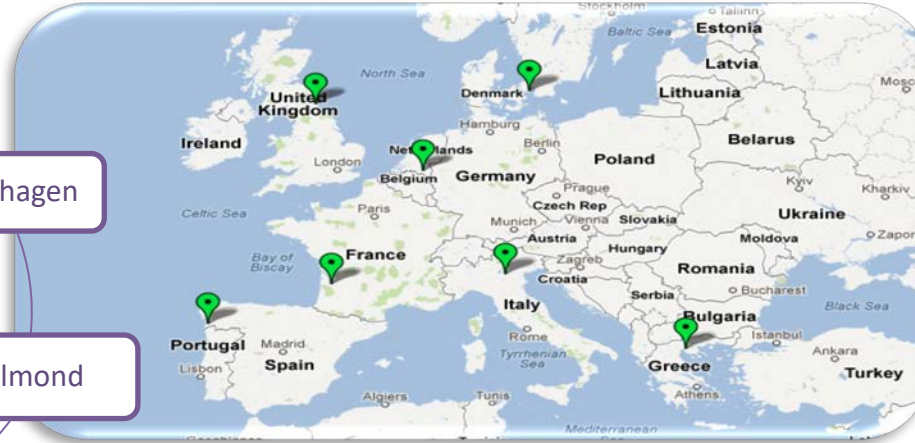 Stockholm
Tallinn
Baltic Sea
Estonia
North Sea
Latvia
Denmark
Lithuania
United
Kingdom
Ireland
Hamburg
Berlin
Belarus
London
Poland
Belgium
Germany
hagen
Prague
Kyiv
Kharkiv
Celtic Sea
Paris
Czech Rep
Ukraine
Munich
Vienna
Slovakia
Zapor
Bay of
Biscay
France
Austria
Hungary
Moldova
Zagreb
Croatia
Romania
Serbia
Bucharest
Italy
Black Sea
Bulgaria
Portugal
Madrid
Rome
Istanbul
Lisbon
Spain
Tyrrhenian
Sea
Greece
Ankara
Turkey
lmond
Algiers
Tunis
Athens
Mediterranean